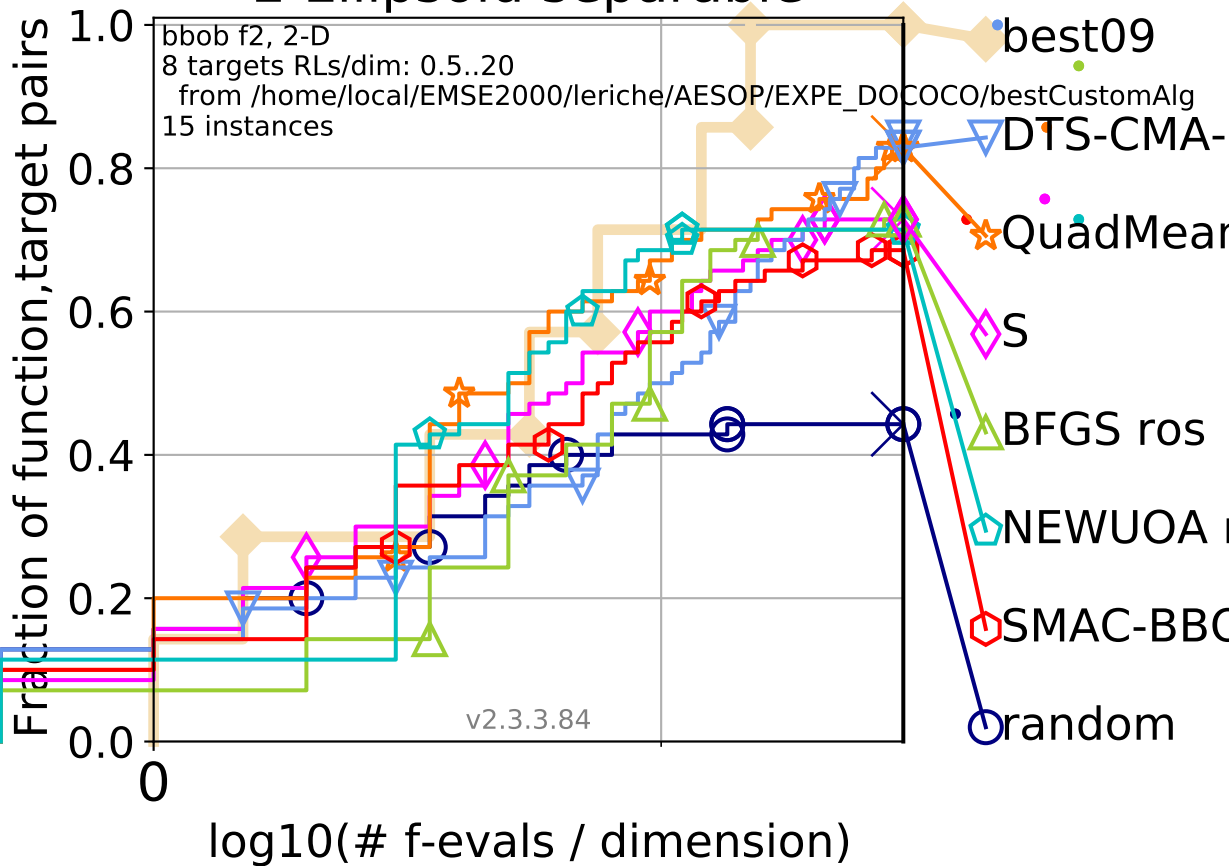 1.0
bbob f2, 2-D
8 targets RLs/dim: 0.5..20
from /home/local/EMSE2000/leriche/AESOP/EXPE_DOCOCO/bestCustomAlg
15 instances
best09
DTS-CMA-
0.8
QuadMear
0.6
S
0.4
BFGS ros
NEWUOA
0.2
SMAC-BBO
random
v2.3.3.84
0.0
0
Fraction of function,target pairs
log10(# f-evals / dimension)